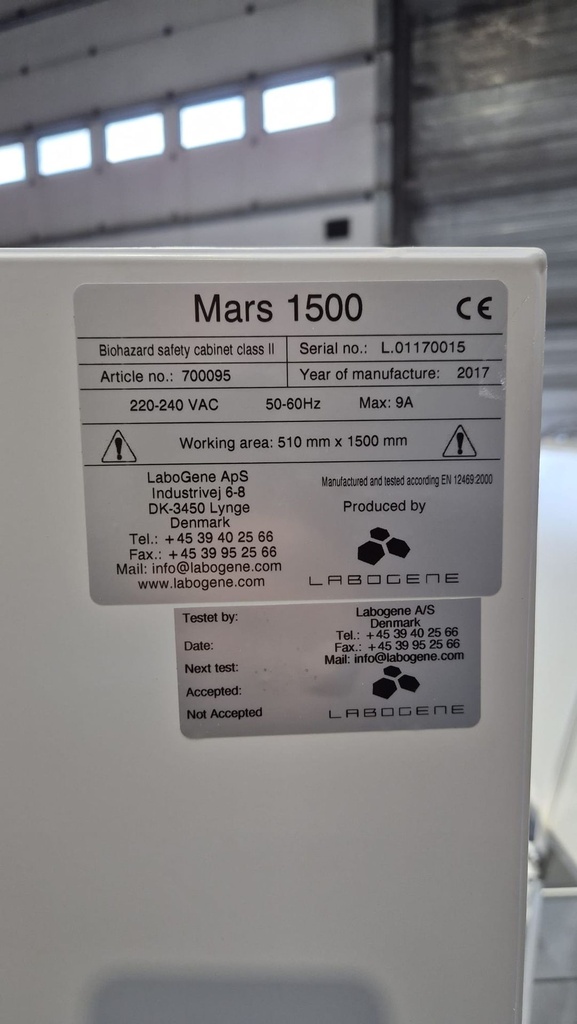 Mars 1500 CE
Biohazard safety cabinet class II Serial no.: L.01170015
Article no.: 700095 Year of manufacture: 2017
220-240 VAC 50-60Hz Max: 9A
Working area: 510 mm x 1500 mm
LaboGene ApS
Industrivej 6-8
DK-3450 Lynge
Denmark
Tel.: +45 39 40 25 66
Fax.: +45 39 95 25 66
Mail: info@labogene.com
www.labogene.com
Manufactured and tested according EN 12469:2000
Produced by
LABOGENE
Testet by:
Date:
Next test:
Accepted:
Not Accepted
Labogene A/S
Denmark
Tel.: +45 39 40 25 66
Fax.: +45 39 95 25 66
Mail: info@labogene.com
LABOGENE